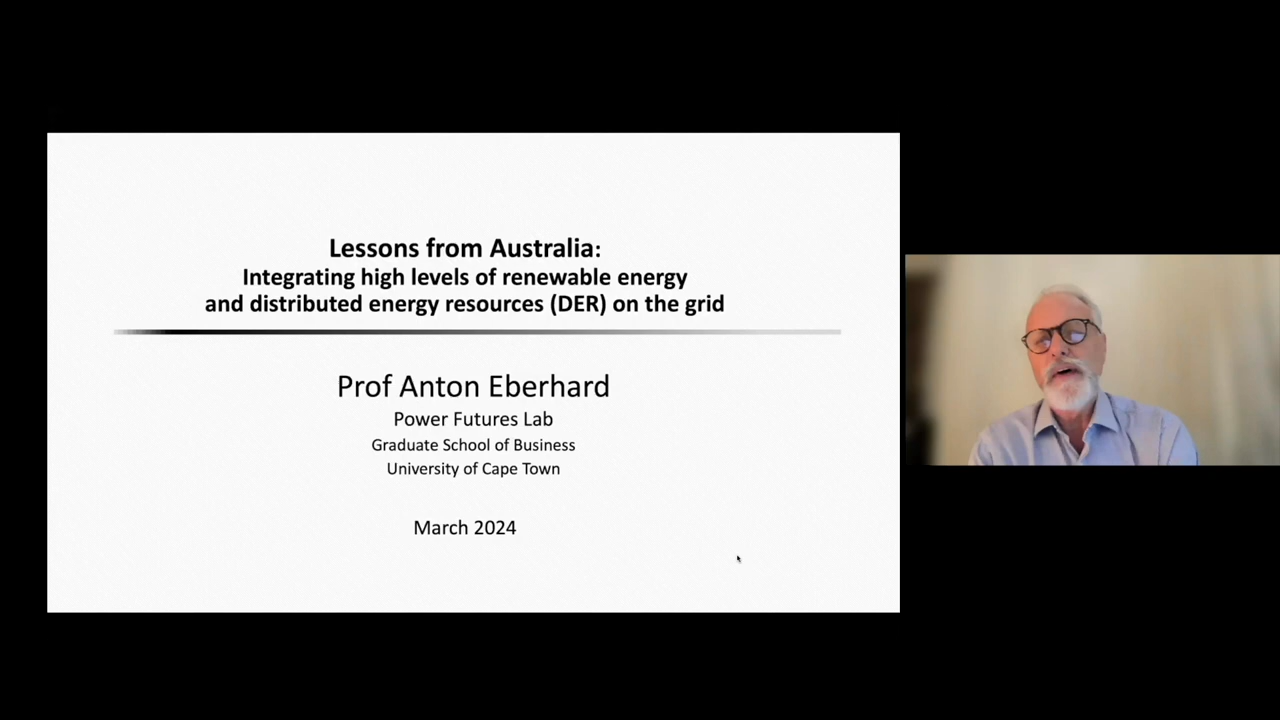 Lessons from Australia:
Integrating high levels of renewable energy
and distributed energy resources (DER) on the grid
Prof Anton Eberhard
Power Futures Lab
Graduate School of Business
University of Cape Town
March 2024